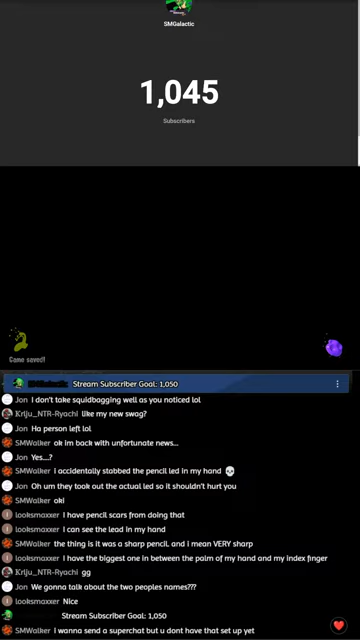 SMGalactic
1,045
Subscribers
Game saved!
SMGalactic Stream Subscriber Goal: 1,050
Jon I don't take squidbagging well as you noticed lol
Kriju_NTR-Ryachi like my new swag?
Jon Ha person left lol
SMWalker ok im back with unfortunate news...
Jon Yes....?
SMWalker i accidentally stabbed the pencil led in my hand 💀
Jon Oh um they took out the actual led so it shouldn't hurt you
SMWalker oki
looksmaxxer I have pencil scars from doing that
looksmaxxer I can see the lead in my hand
SMWalker the thing is it was a sharp pencil, and i mean VERY sharp
looksmaxxer I have the biggest one in between the palm of my hand and my index finger
Kriju_NTR-Ryachi gg
Jon We gonna talk about the two peoples names???
looksmaxxer Nice
Stream Subscriber Goal: 1,050
SMWalker I wanna send a superchat but u dont have that set up yet